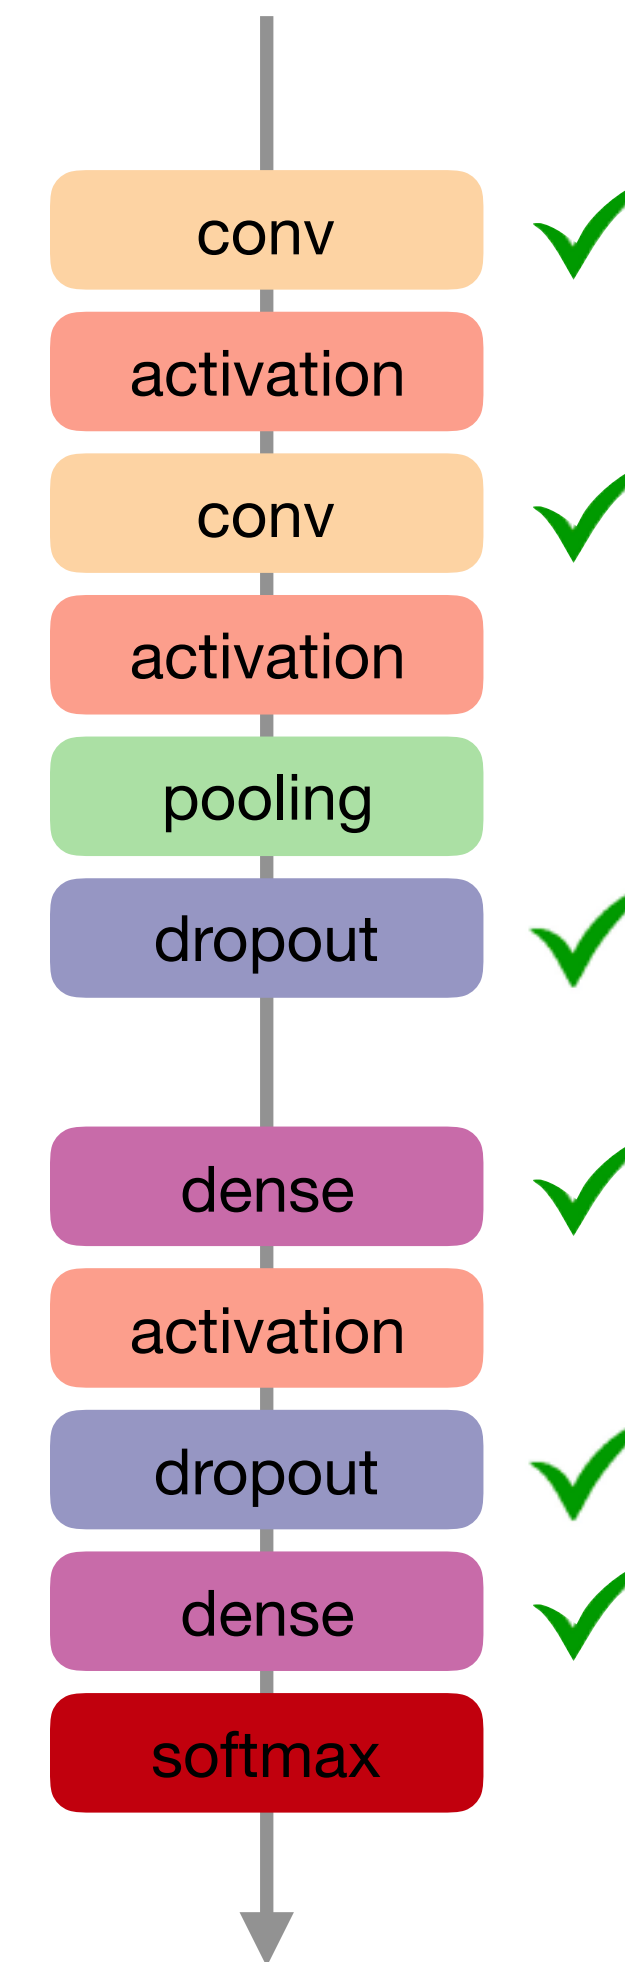 conv
activation
conv
activation
pooling
dropout
dense
activation
dropout
dense
softmax